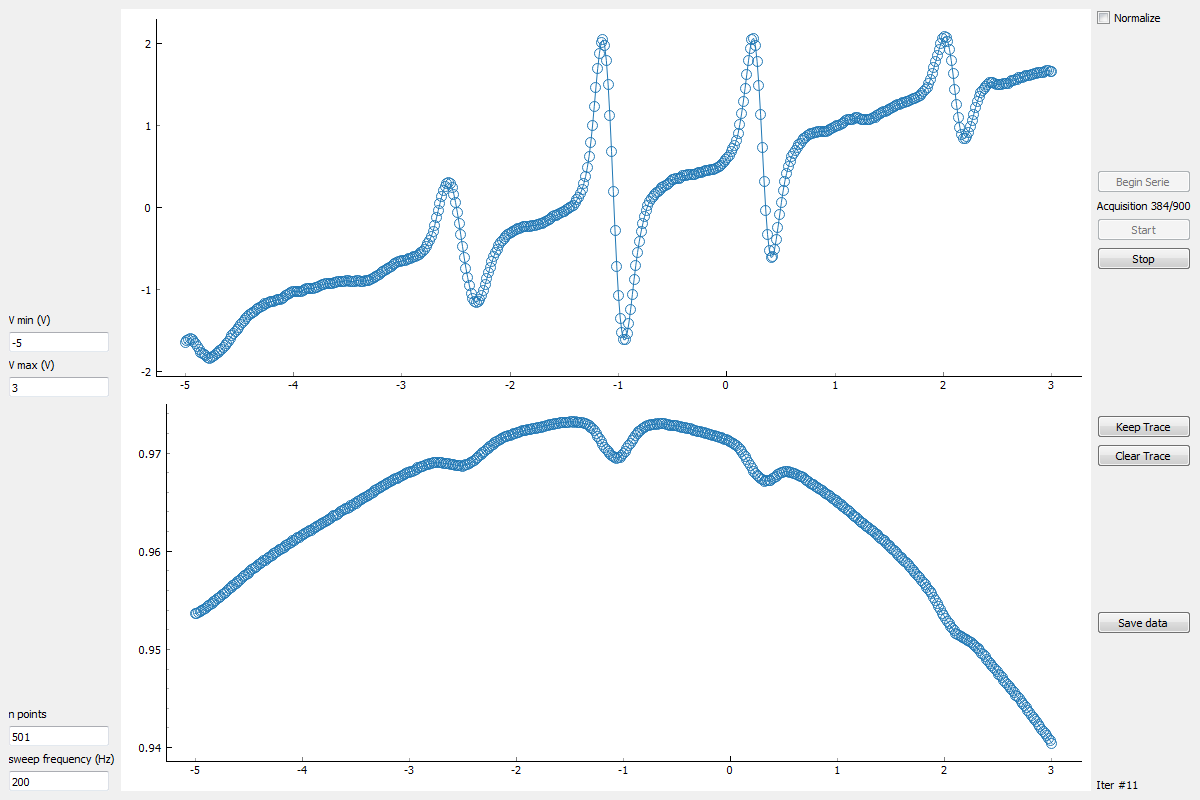 Normalize
2
1
0
-1
-2
-5
-4
-3
-2
-1
0
1
2
3
Begin Serie
Acquisition 384/900
Start
Stop
V min (V)
-5
V max (V)
3
0.97
0.96
0.95
0.94
-5
-4
-3
-2
-1
0
1
2
3
Keep Trace
Clear Trace
Save data
n points
501
sweep frequency (Hz)
200
Iter #11